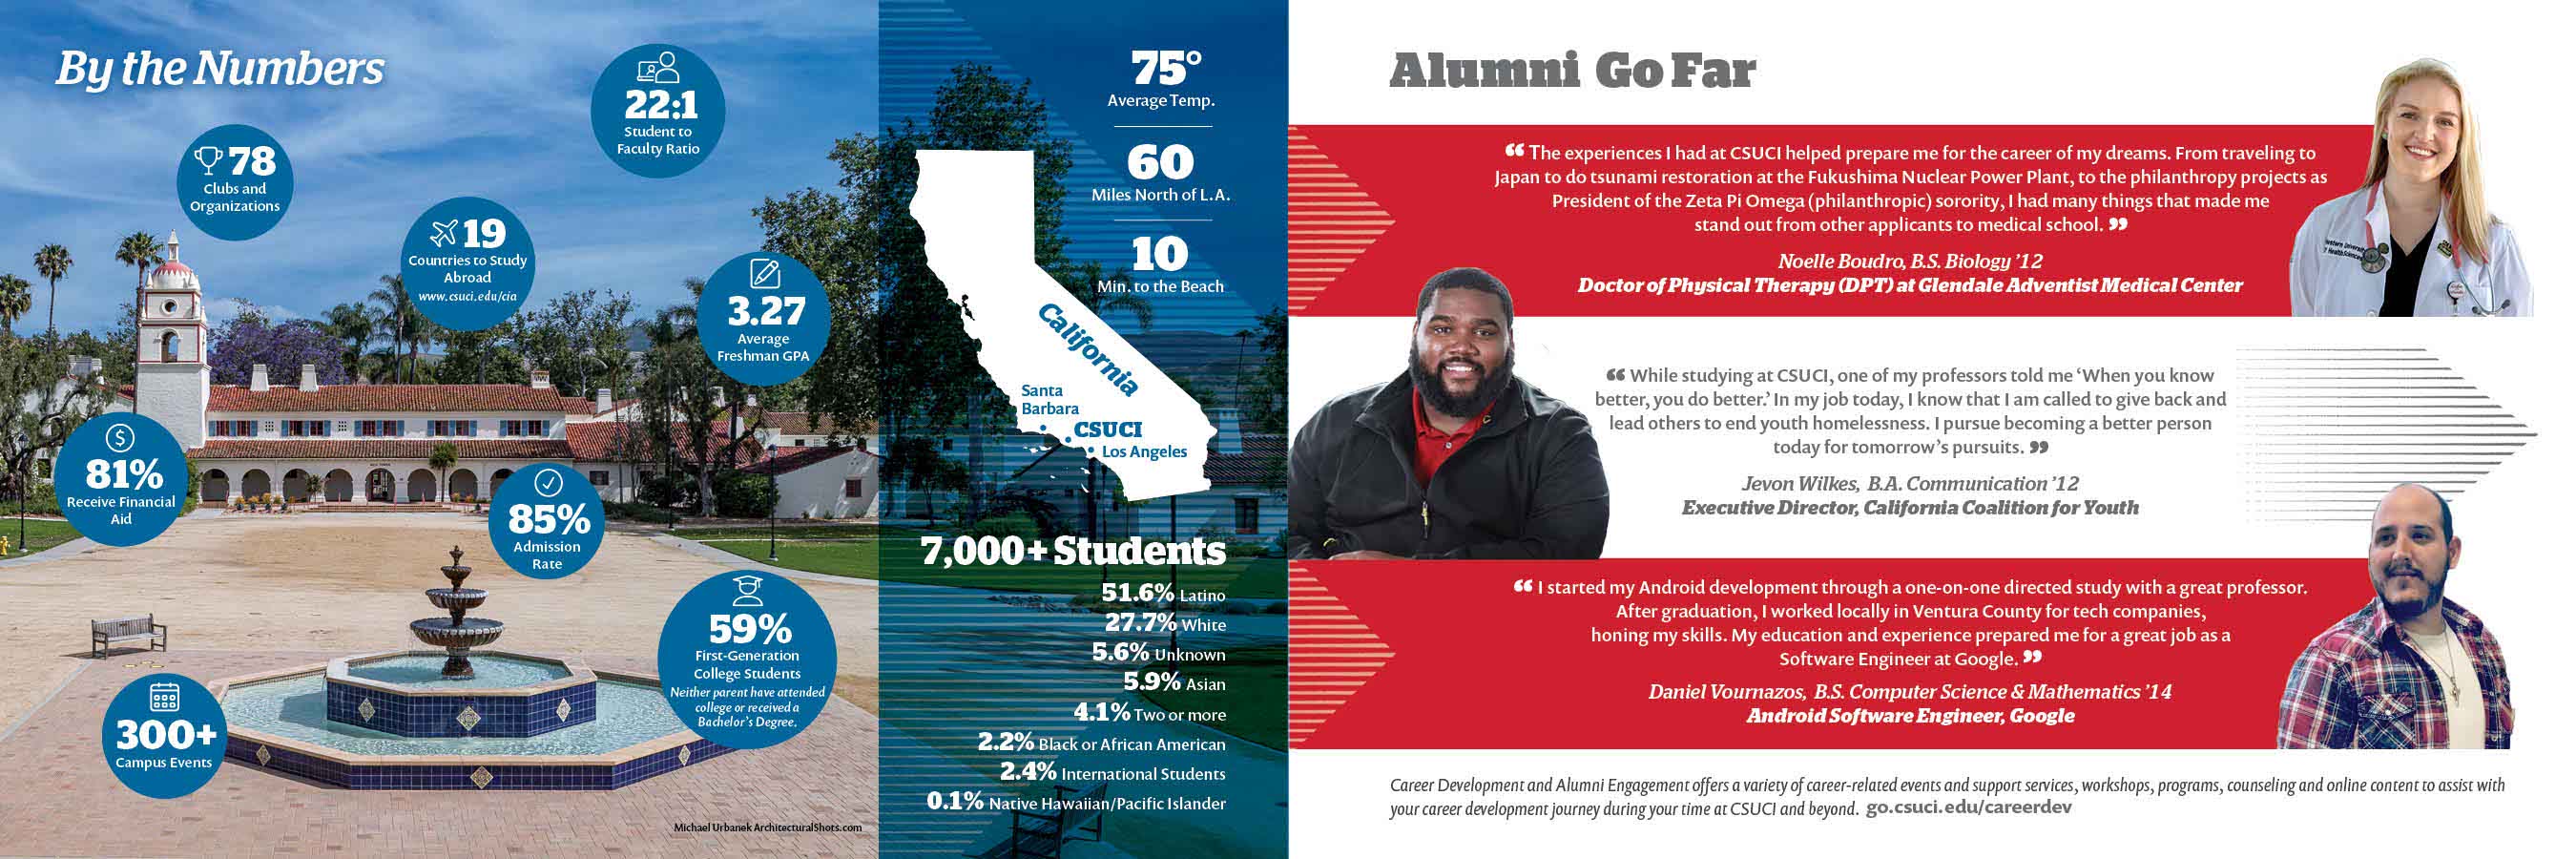 By the Numbers
78
Clubs and
Organizations
22:1
Student to
Faculty Ratio
19
Countries to Study
Abroad
www.csuci.edu/cia
3.27
Average
Freshman GPA
81%
Receive Financial
Aid
85%
Admission
Rate
59%
First-Generation
College Students
Neither parent have attended
college or received a
Bachelor's Degree.
300+
Campus Events
Michael Urbanek ArchitecturalShots.com
75°
Average Temp.
60
Miles North of L.A.
10
Min. to the Beach
California
Santa
Barbara
CSUCI
Los Angeles
7,000+ Students
51.6% Latino
27.7% White
5.6% Unknown
5.9% Asian
4.1% Two or more
2.2% Black or African American
2.4% International Students
0.1% Native Hawaiian/Pacific Islander
Alumni Go Far
“ The experiences I had at CSUCI helped prepare me for the career of my dreams. From traveling to
Japan to do tsunami restoration at the Fukushima Nuclear Power Plant, to the philanthropy projects as
President of the Zeta Pi Omega (philanthropic) sorority, I had many things that made me
stand out from other applicants to medical school. ”
Noelle Boudro, B.S. Biology ’12
Doctor of Physical Therapy (DPT) at Glendale Adventist Medical Center
“ While studying at CSUCI, one of my professors told me ‘When you know
better, you do better.’ In my job today, I know that I am called to give back and
lead others to end youth homelessness. I pursue becoming a better person
today for tomorrow’s pursuits. ”
Jevon Wilkes, B.A. Communication ’12
Executive Director, California Coalition for Youth
“ I started my Android development through a one-on-one directed study with a great professor.
After graduation, I worked locally in Ventura County for tech companies,
honing my skills. My education and experience prepared me for a great job as a
Software Engineer at Google. ”
Daniel Vournazos, B.S. Computer Science & Mathematics ’14
Android Software Engineer, Google
Career Development and Alumni Engagement offers a variety of career-related events and support services, workshops, programs, counseling and online content to assist with
your career development journey during your time at CSUCI and beyond. go.csuci.edu/careerdev